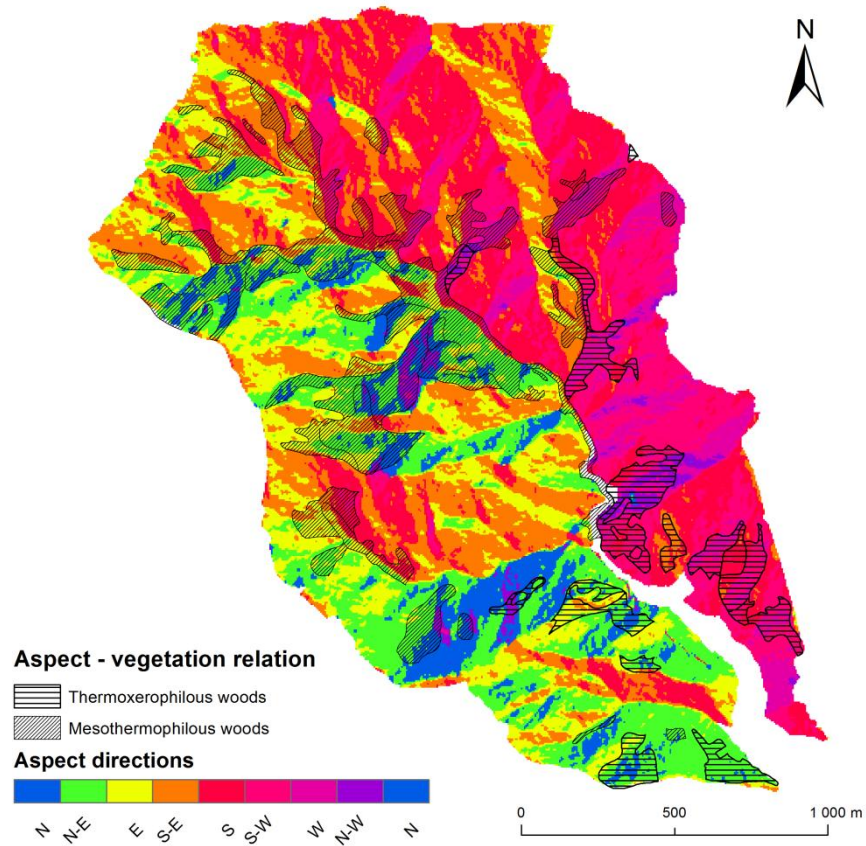 N
Aspect - vegetation relation
Thermoxerophilous woods
Mesothermophilous woods
Aspect directions
N N-E E S-E S S-W W N-W N
0 500 1 000 m